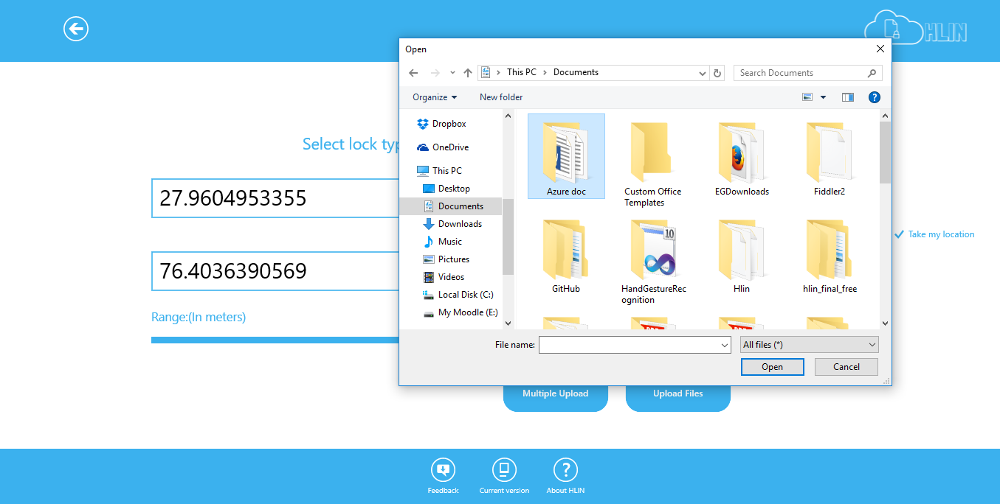 HLIN
Open
This PC > Documents
Search Documents
Organize
New folder
?
Dropbox
OneDrive
This PC
Desktop
Documents
Downloads
Music
Pictures
Videos
Local Disk (C:)
My Moodle (E:)
Azure doc
Custom Office
Templates
EGDownloads
Fiddler2
GitHub
10
HandGestureRec
ognition
Hlin
hlin_final_free
File name:
All files (*)
Open
Cancel
Select lock typ
27.9604953355
76.4036390569
Take my location
Range:(In meters)
Multiple Upload
Upload Files
Feedback
Current version
?
About HLIN